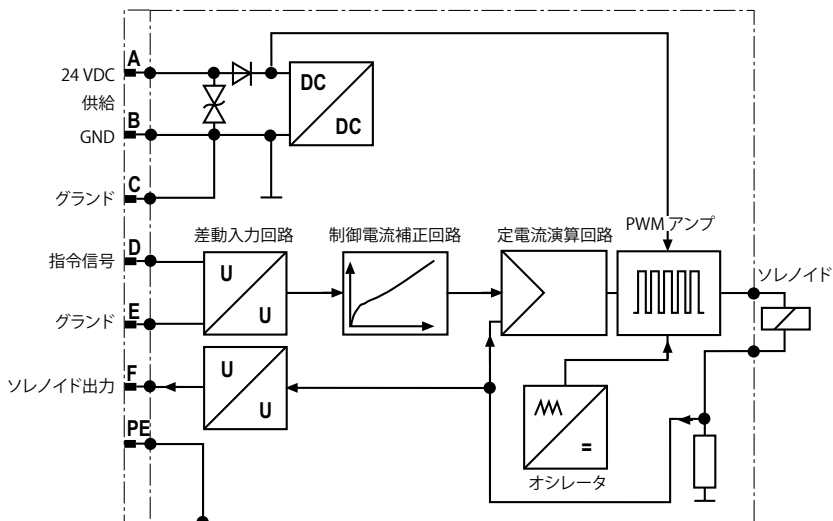 A
24 VDC
供給
B
GND
C
グランド
D
指令信号
E
グランド
F
ソレノイド出力
PE
DC
DC
差動入力回路
U
U
制御電流補正回路
定電流演算回路
PWM アンプ
ソレノイド
U
U
=
オシレータ